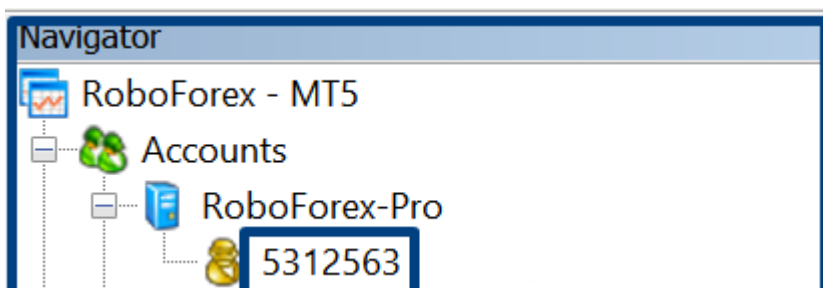 Navigator
RoboForex - MT5
Accounts
RoboForex-Pro
5312563